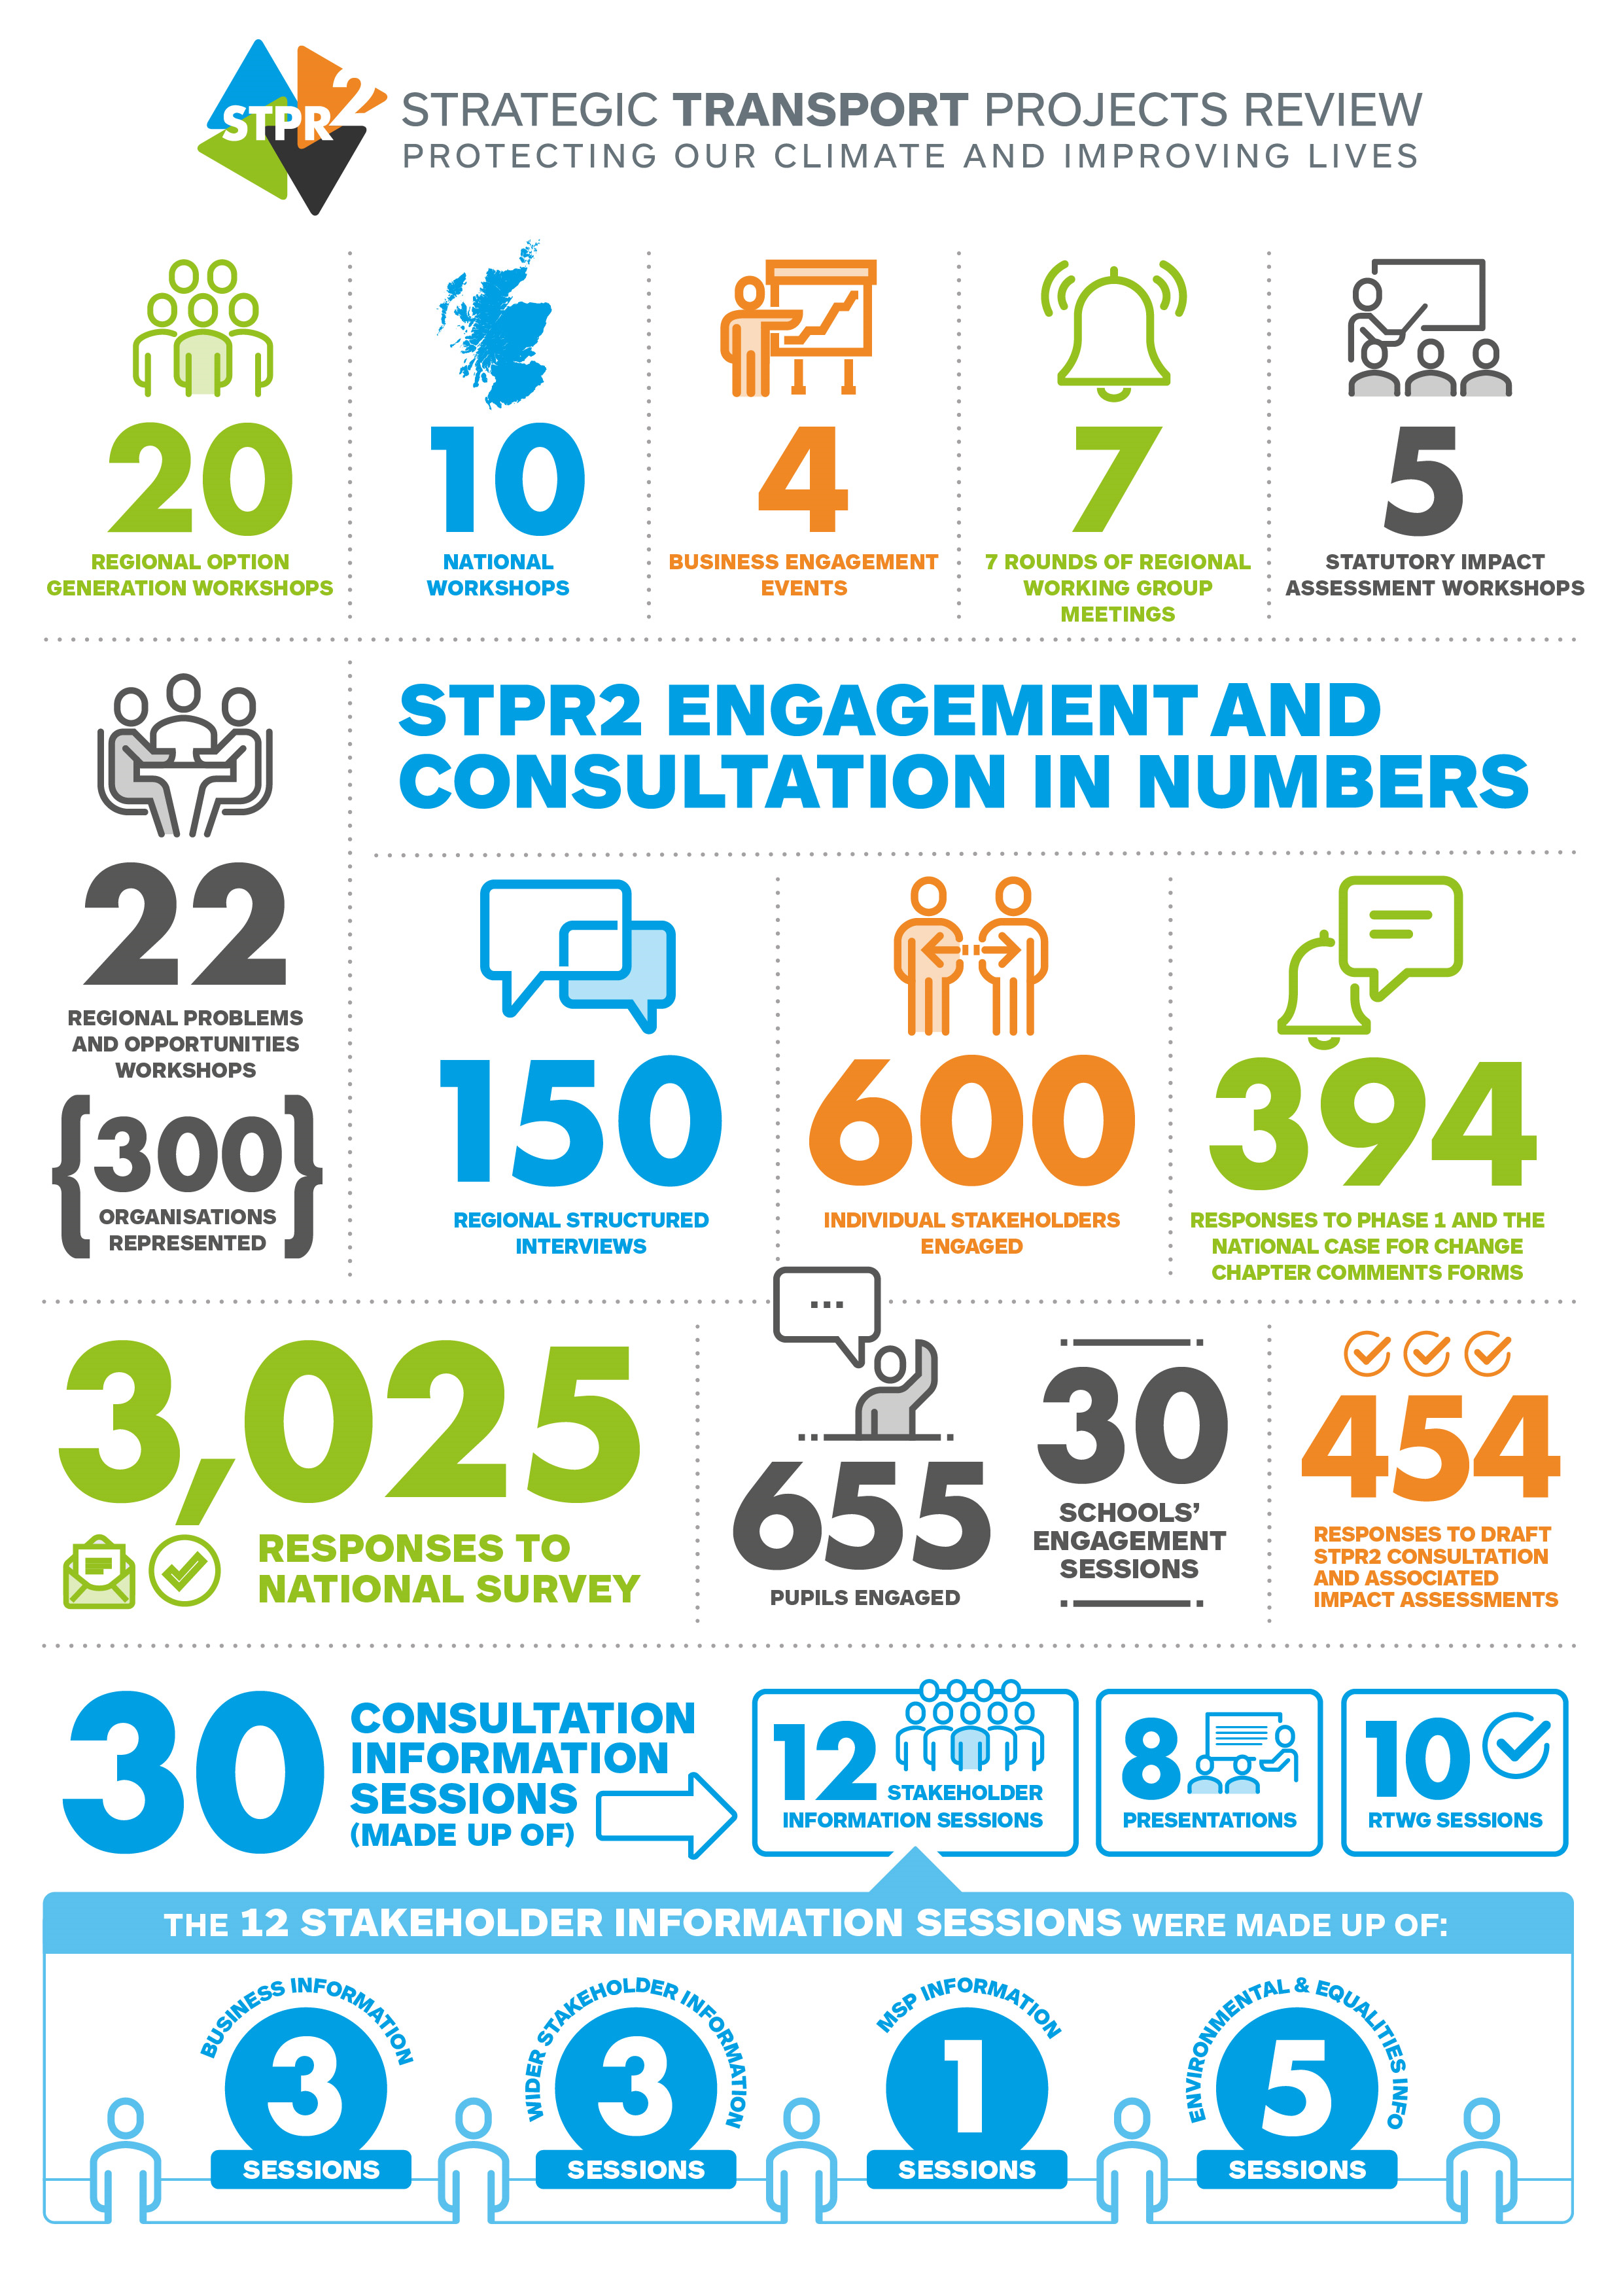 STPR2
STRATEGIC TRANSPORT PROJECTS REVIEW
PROTECTING OUR CLIMATE AND IMPROVING LIVES
20
REGIONAL OPTION
GENERATION WORKSHOPS
10
NATIONAL
WORKSHOPS
4
BUSINESS ENGAGEMENT
EVENTS
7
7 ROUNDS OF REGIONAL
WORKING GROUP
MEETINGS
5
STATUTORY IMPACT
ASSESSMENT WORKSHOPS
22
REGIONAL PROBLEMS
AND OPPORTUNITIES
WORKSHOPS
{300}
ORGANISATIONS
REPRESENTED
STPR2 ENGAGEMENT AND
CONSULTATION IN NUMBERS
150
REGIONAL STRUCTURED
INTERVIEWS
600
INDIVIDUAL STAKEHOLDERS
ENGAGED
394
RESPONSES TO PHASE 1 AND THE
NATIONAL CASE FOR CHANGE
CHAPTER COMMENTS FORMS
3,025
RESPONSES TO
NATIONAL SURVEY
...
655
PUPILS ENGAGED
30
SCHOOLS’
ENGAGEMENT
SESSIONS
454
RESPONSES TO DRAFT
STPR2 CONSULTATION
AND ASSOCIATED
IMPACT ASSESSMENTS
30
CONSULTATION
INFORMATION
SESSIONS
(MADE UP OF)
12
STAKEHOLDER
INFORMATION SESSIONS
8
PRESENTATIONS
10
RTWG SESSIONS
THE 12 STAKEHOLDER INFORMATION SESSIONS WERE MADE UP OF:
BUSINESS INFORMATION
3
SESSIONS
WIDER STAKEHOLDER INFORMATION
3
SESSIONS
MSP INFORMATION
1
SESSIONS
ENVIRONMENTAL & EQUALITIES INFO
5
SESSIONS